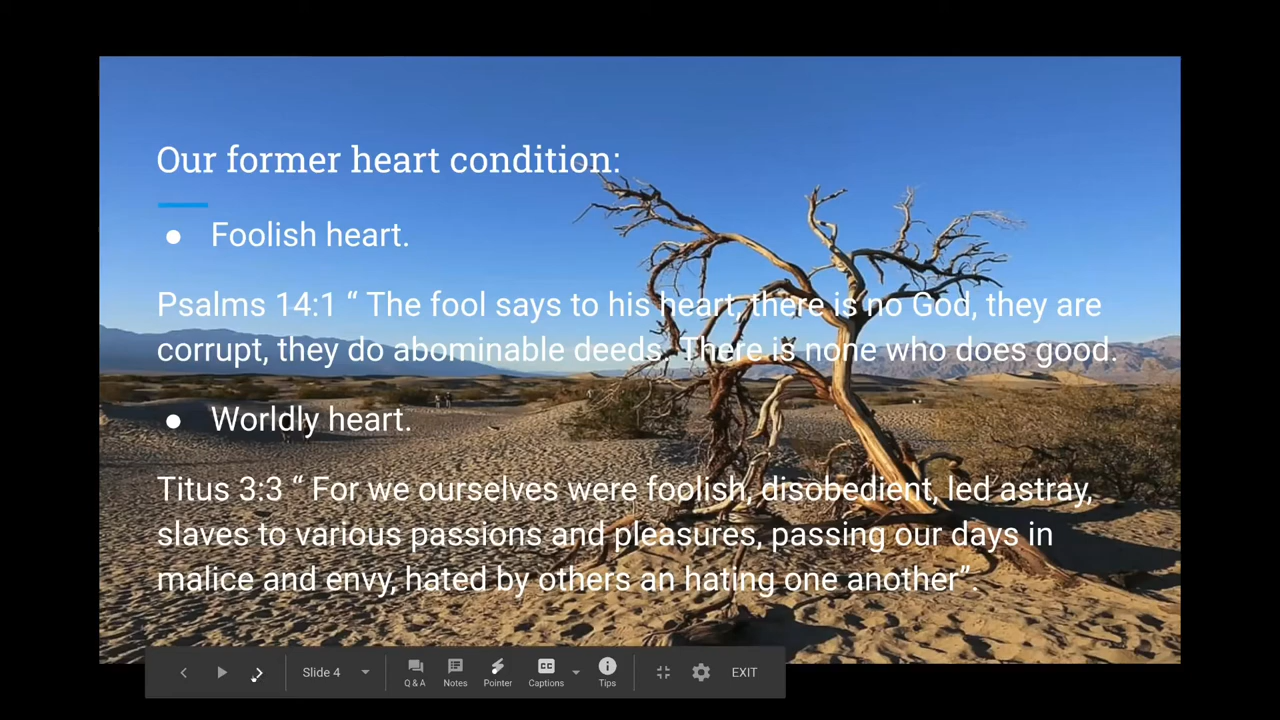 Our former heart condition:
● Foolish heart.
Psalms 14:1 “ The fool says to his heart, there is no God, they are
corrupt, they do abominable deeds. There is none who does good.
● Worldly heart.
Titus 3:3 “ For we ourselves were foolish, disobedient, led astray,
slaves to various passions and pleasures, passing our days in
malice and envy, hated by others an hating one another”.
Slide 4
Q & A
Notes
Pointer
CC
Captions
Tips
EXIT